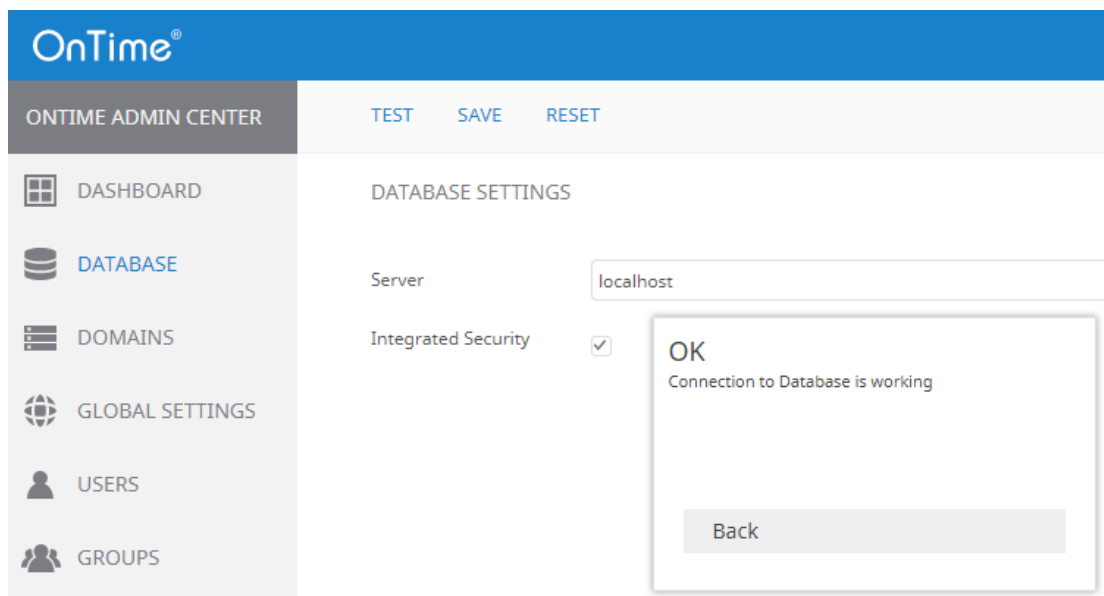 OnTime®
ONTIME ADMIN CENTER
TEST SAVE RESET
DASHBOARD
DATABASE
DOMAINS
GLOBAL SETTINGS
USERS
GROUPS
DATABASE SETTINGS
Server localhost
Integrated Security
OK
Connection to Database is working
Back